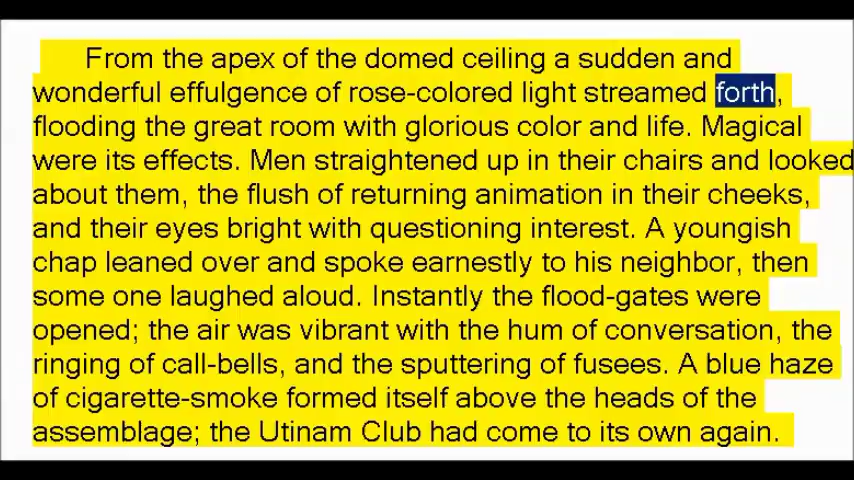 From the apex of the domed ceiling a sudden and
wonderful effulgence of rose-colored light streamed forth,
flooding the great room with glorious color and life. Magical
were its effects. Men straightened up in their chairs and looked
about them, the flush of returning animation in their cheeks,
and their eyes bright with questioning interest. A youngish
chap leaned over and spoke earnestly to his neighbor, then
some one laughed aloud. Instantly the flood-gates were
opened; the air was vibrant with the hum of conversation, the
ringing of call-bells, and the sputtering of fusees. A blue haze
of cigarette-smoke formed itself above the heads of the
assemblage; the Utinam Club had come to its own again.